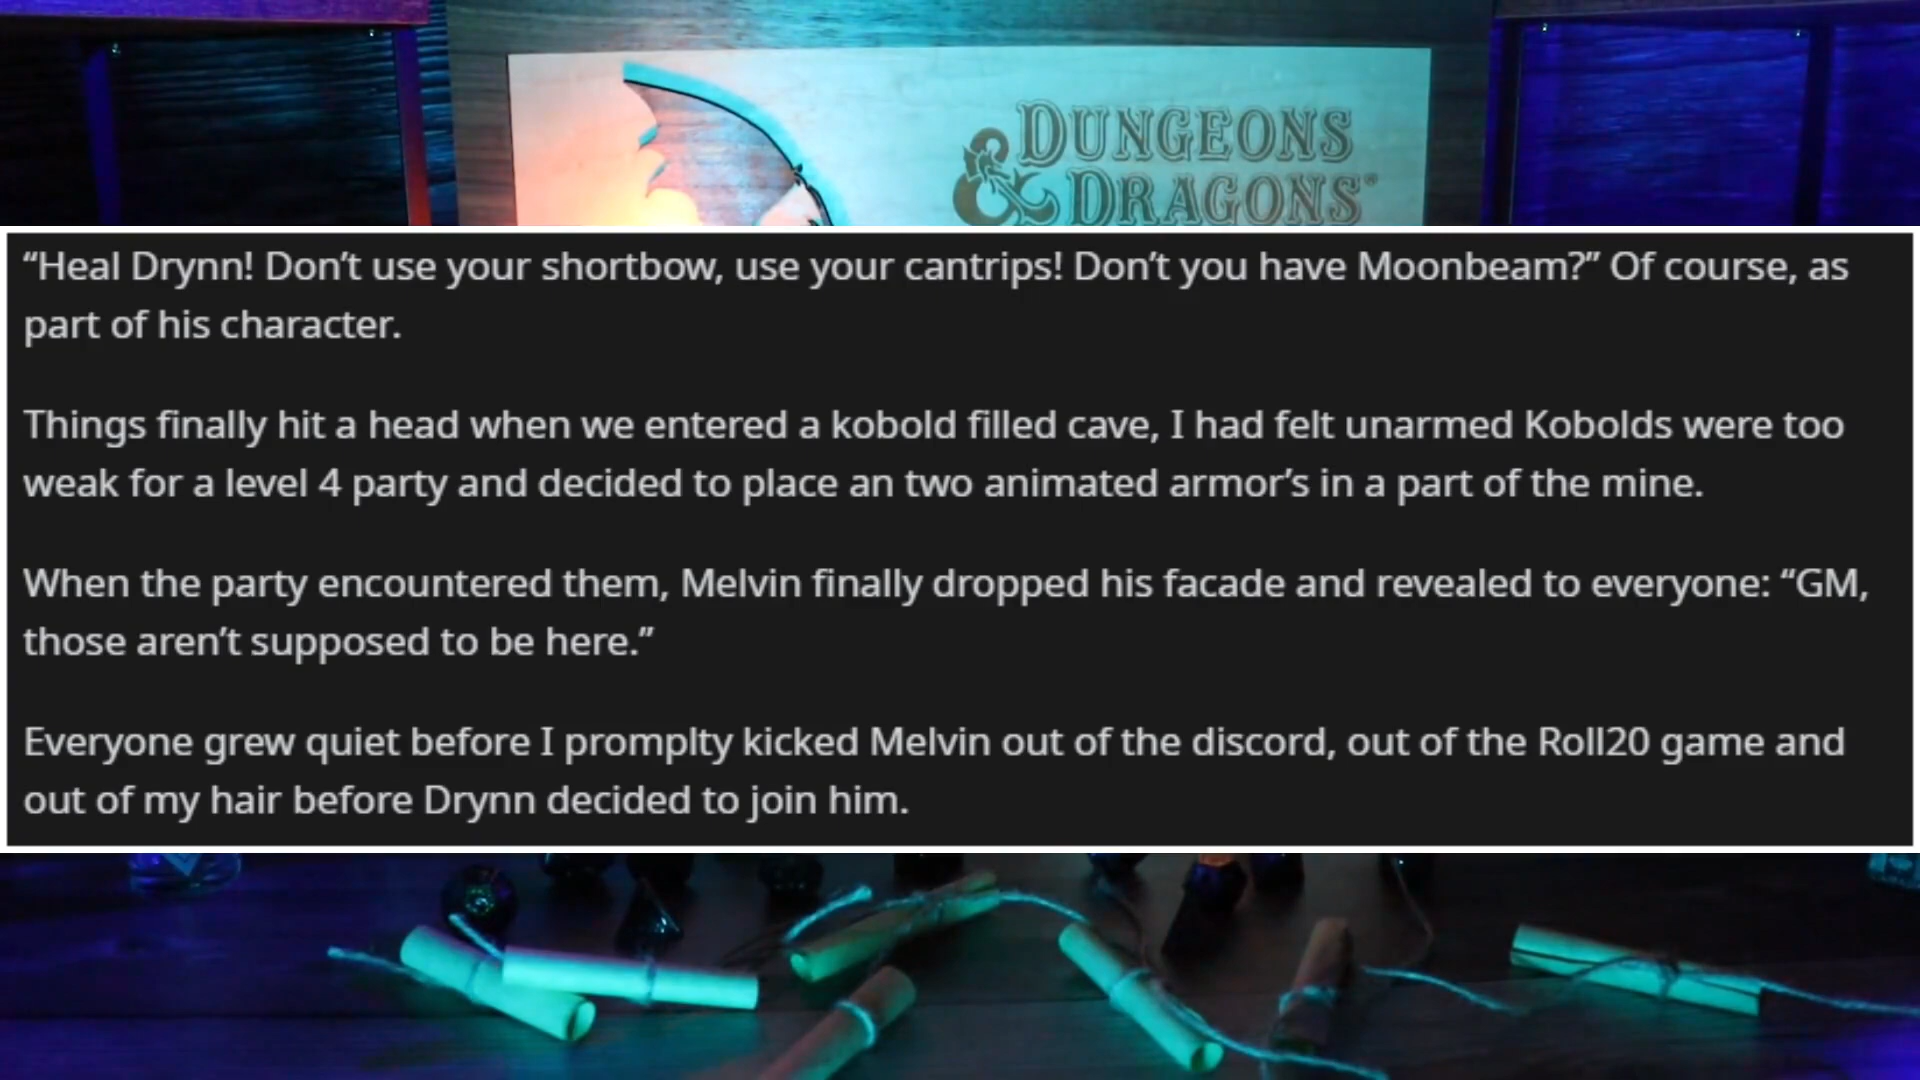 DUNGEONS
& DRAGONS®
“Heal Drynn! Don’t use your shortbow, use your cantrips! Don’t you have Moonbeam?” Of course, as
part of his character.
Things finally hit a head when we entered a kobold filled cave, I had felt unarmed Kobolds were too
weak for a level 4 party and decided to place an two animated armor’s in a part of the mine.
When the party encountered them, Melvin finally dropped his facade and revealed to everyone: “GM,
those aren’t supposed to be here.”
Everyone grew quiet before I promplty kicked Melvin out of the discord, out of the Roll20 game and
out of my hair before Drynn decided to join him.